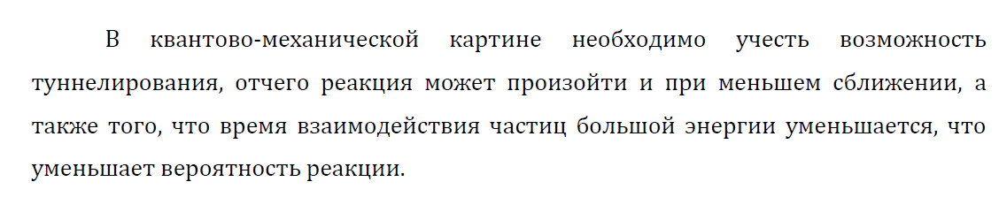 В квантово-механической картине необходимо учесть возможность
туннелирования, отчего реакция может произойти и при меньшем сближении, а
также того, что время взаимодействия частиц большой энергии уменьшается, что
уменьшает вероятность реакции.